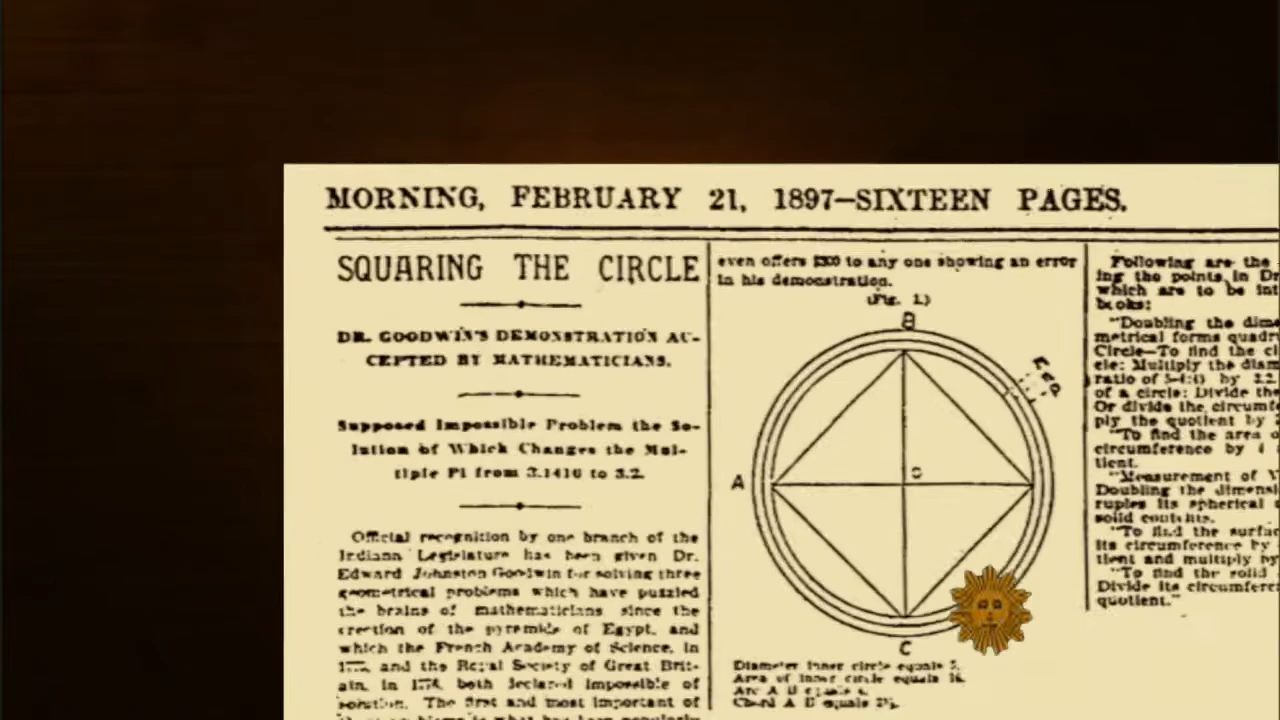 MORNING, FEBRUARY 21, 1897—SIXTEEN PAGES.
SQUARING THE CIRCLE
DR. GOODWIN'S DEMONSTRATION AC-
CEPTED BY MATHEMATICIANS.
Supposed Impossible Problem the So-
lution of Which Changes the Mul-
tiple Pi from 3.1416 to 3.2.
Official recognition by one branch of the
Indiana Legislature has been given Dr.
Edward Johnston Goodwin for solving three
geometrical problems which have puzzled
the brains of mathematicians since the
erection of the pyramids of Egypt, and
which the French Academy of Science, in
and the Royal Society of Great Brit-
ain, in both declared impossible of
solution. The first and most important of
even offers to any one showing an error
in his demonstration.
(Fig. 1.)
B
A
C
Diameter inner circle equals 5.
Area of inner circle equals 16.
Arc A B equals 4.
Chord A B equals
Following are the
ing the points in Dr
which are to be int
books:
"Doubling the dime
metrical forms quadr
Circle—To find the ci
cle: Multiply the diam
ratio of by
of a circle: Divide the
Or divide the circumf
ply the quotient by
"To find the area o
circumference by
tient.
"Measurement of
Doubling the dimensi
ruples its spherical
solid contents.
"To find the surfac
its circumference by
tient and multiply by
"To find the solid
Divide its circumfer
quotient."